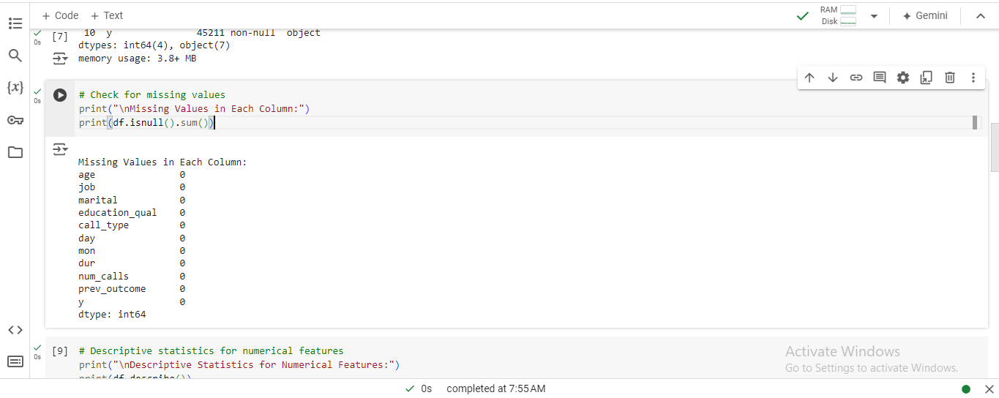 + Code + Text
RAM
Disk
Gemini
[7]
0s
10 y 45211 non-null object
dtypes: int64(4), object(7)
memory usage: 3.8+ MB
{x}
0s
# Check for missing values
print("\nMissing Values in Each Column:")
print(df.isnull().sum())
Missing Values in Each Column:
age 0
job 0
marital 0
education_qual 0
call_type 0
day 0
mon 0
dur 0
num_calls 0
prev_outcome 0
y 0
dtype: int64
[9]
0s
# Descriptive statistics for numerical features
print("\nDescriptive Statistics for Numerical Features:")
print(df.describe())
Activate Windows
Go to Settings to activate Windows.
0s completed at 7:55 AM